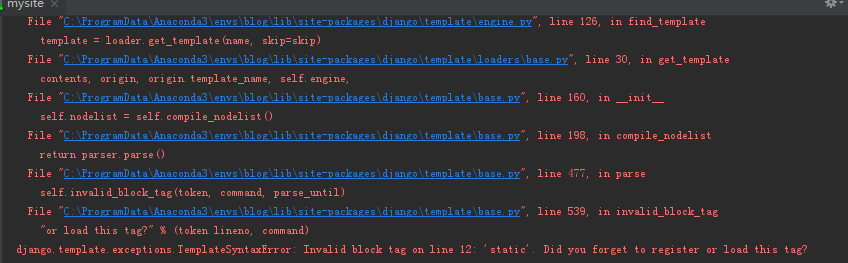 mysite ×
File "C:\ProgramData\Anaconda3\envs\blog\lib\site-packages\django\template\engine.py", line 126, in find_template
template = loader.get_template(name, skip=skip)
File "C:\ProgramData\Anaconda3\envs\blog\lib\site-packages\django\template\loaders\base.py", line 30, in get_template
contents, origin, origin.template_name, self.engine,
File "C:\ProgramData\Anaconda3\envs\blog\lib\site-packages\django\template\base.py", line 160, in __init__
self.nodelist = self.compile_nodelist()
File "C:\ProgramData\Anaconda3\envs\blog\lib\site-packages\django\template\base.py", line 198, in compile_nodelist
return parser.parse()
File "C:\ProgramData\Anaconda3\envs\blog\lib\site-packages\django\template\base.py", line 477, in parse
self.invalid_block_tag(token, command, parse_until)
File "C:\ProgramData\Anaconda3\envs\blog\lib\site-packages\django\template\base.py", line 539, in invalid_block_tag
"or load this tag?" % (token.lineno, command)
django.template.exceptions.TemplateSyntaxError: Invalid block tag on line 12: 'static'. Did you forget to register or load this tag?